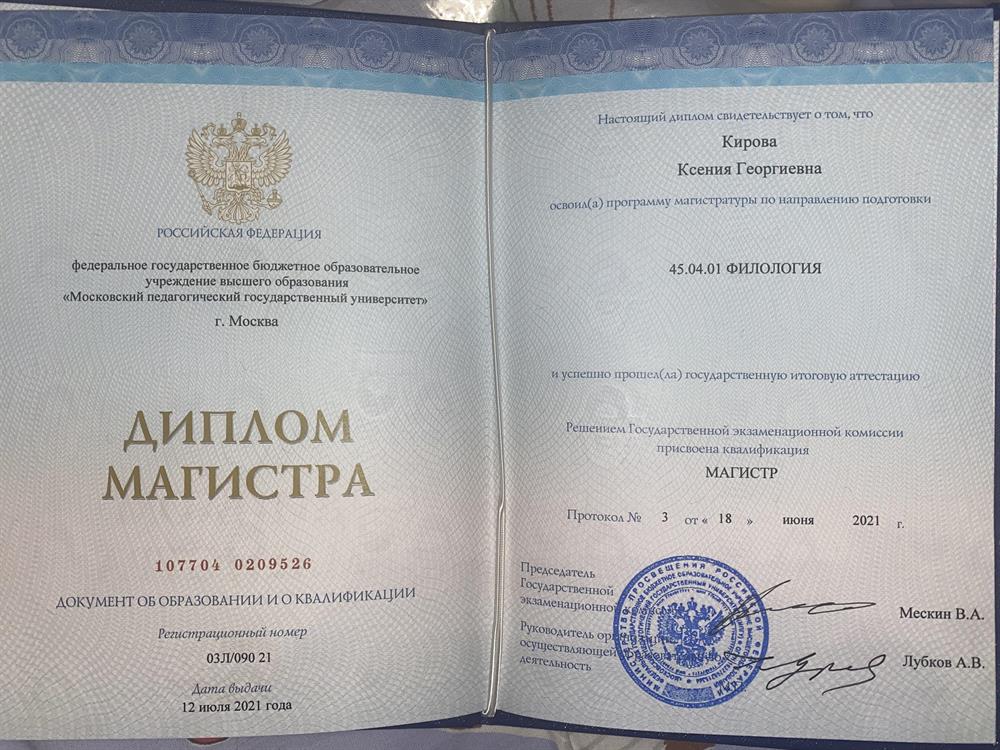 РОССИЙСКАЯ ФЕДЕРАЦИЯ
федеральное государственное бюджетное образовательное
учреждение высшего образования
«Московский педагогический государственный университет»
г. Москва
ДИПЛОМ
МАГИСТРА
107704 0209526
ДОКУМЕНТ ОБ ОБРАЗОВАНИИ И О КВАЛИФИКАЦИИ
Регистрационный номер
03Л/090 21
Дата выдачи
12 июля 2021 года
Настоящий диплом свидетельствует о том, что
Кирова
Ксения Георгиевна
освоил(а) программу магистратуры по направлению подготовки
45.04.01 ФИЛОЛОГИЯ
и успешно прошел(ла) государственную итоговую аттестацию
Решением Государственной экзаменационной комиссии
присвоена квалификация
МАГИСТР
Протокол № 3 от « 18 » июня 2021 г.
Председатель
Государственной
экзаменационной
Мескин В.А.
Руководитель
осуществляющей
деятельность
Лубков А.В.
МИНИСТЕРСТВО ПРОСВЕЩЕНИЯ РОССИЙСКОЙ ФЕДЕРАЦИИ